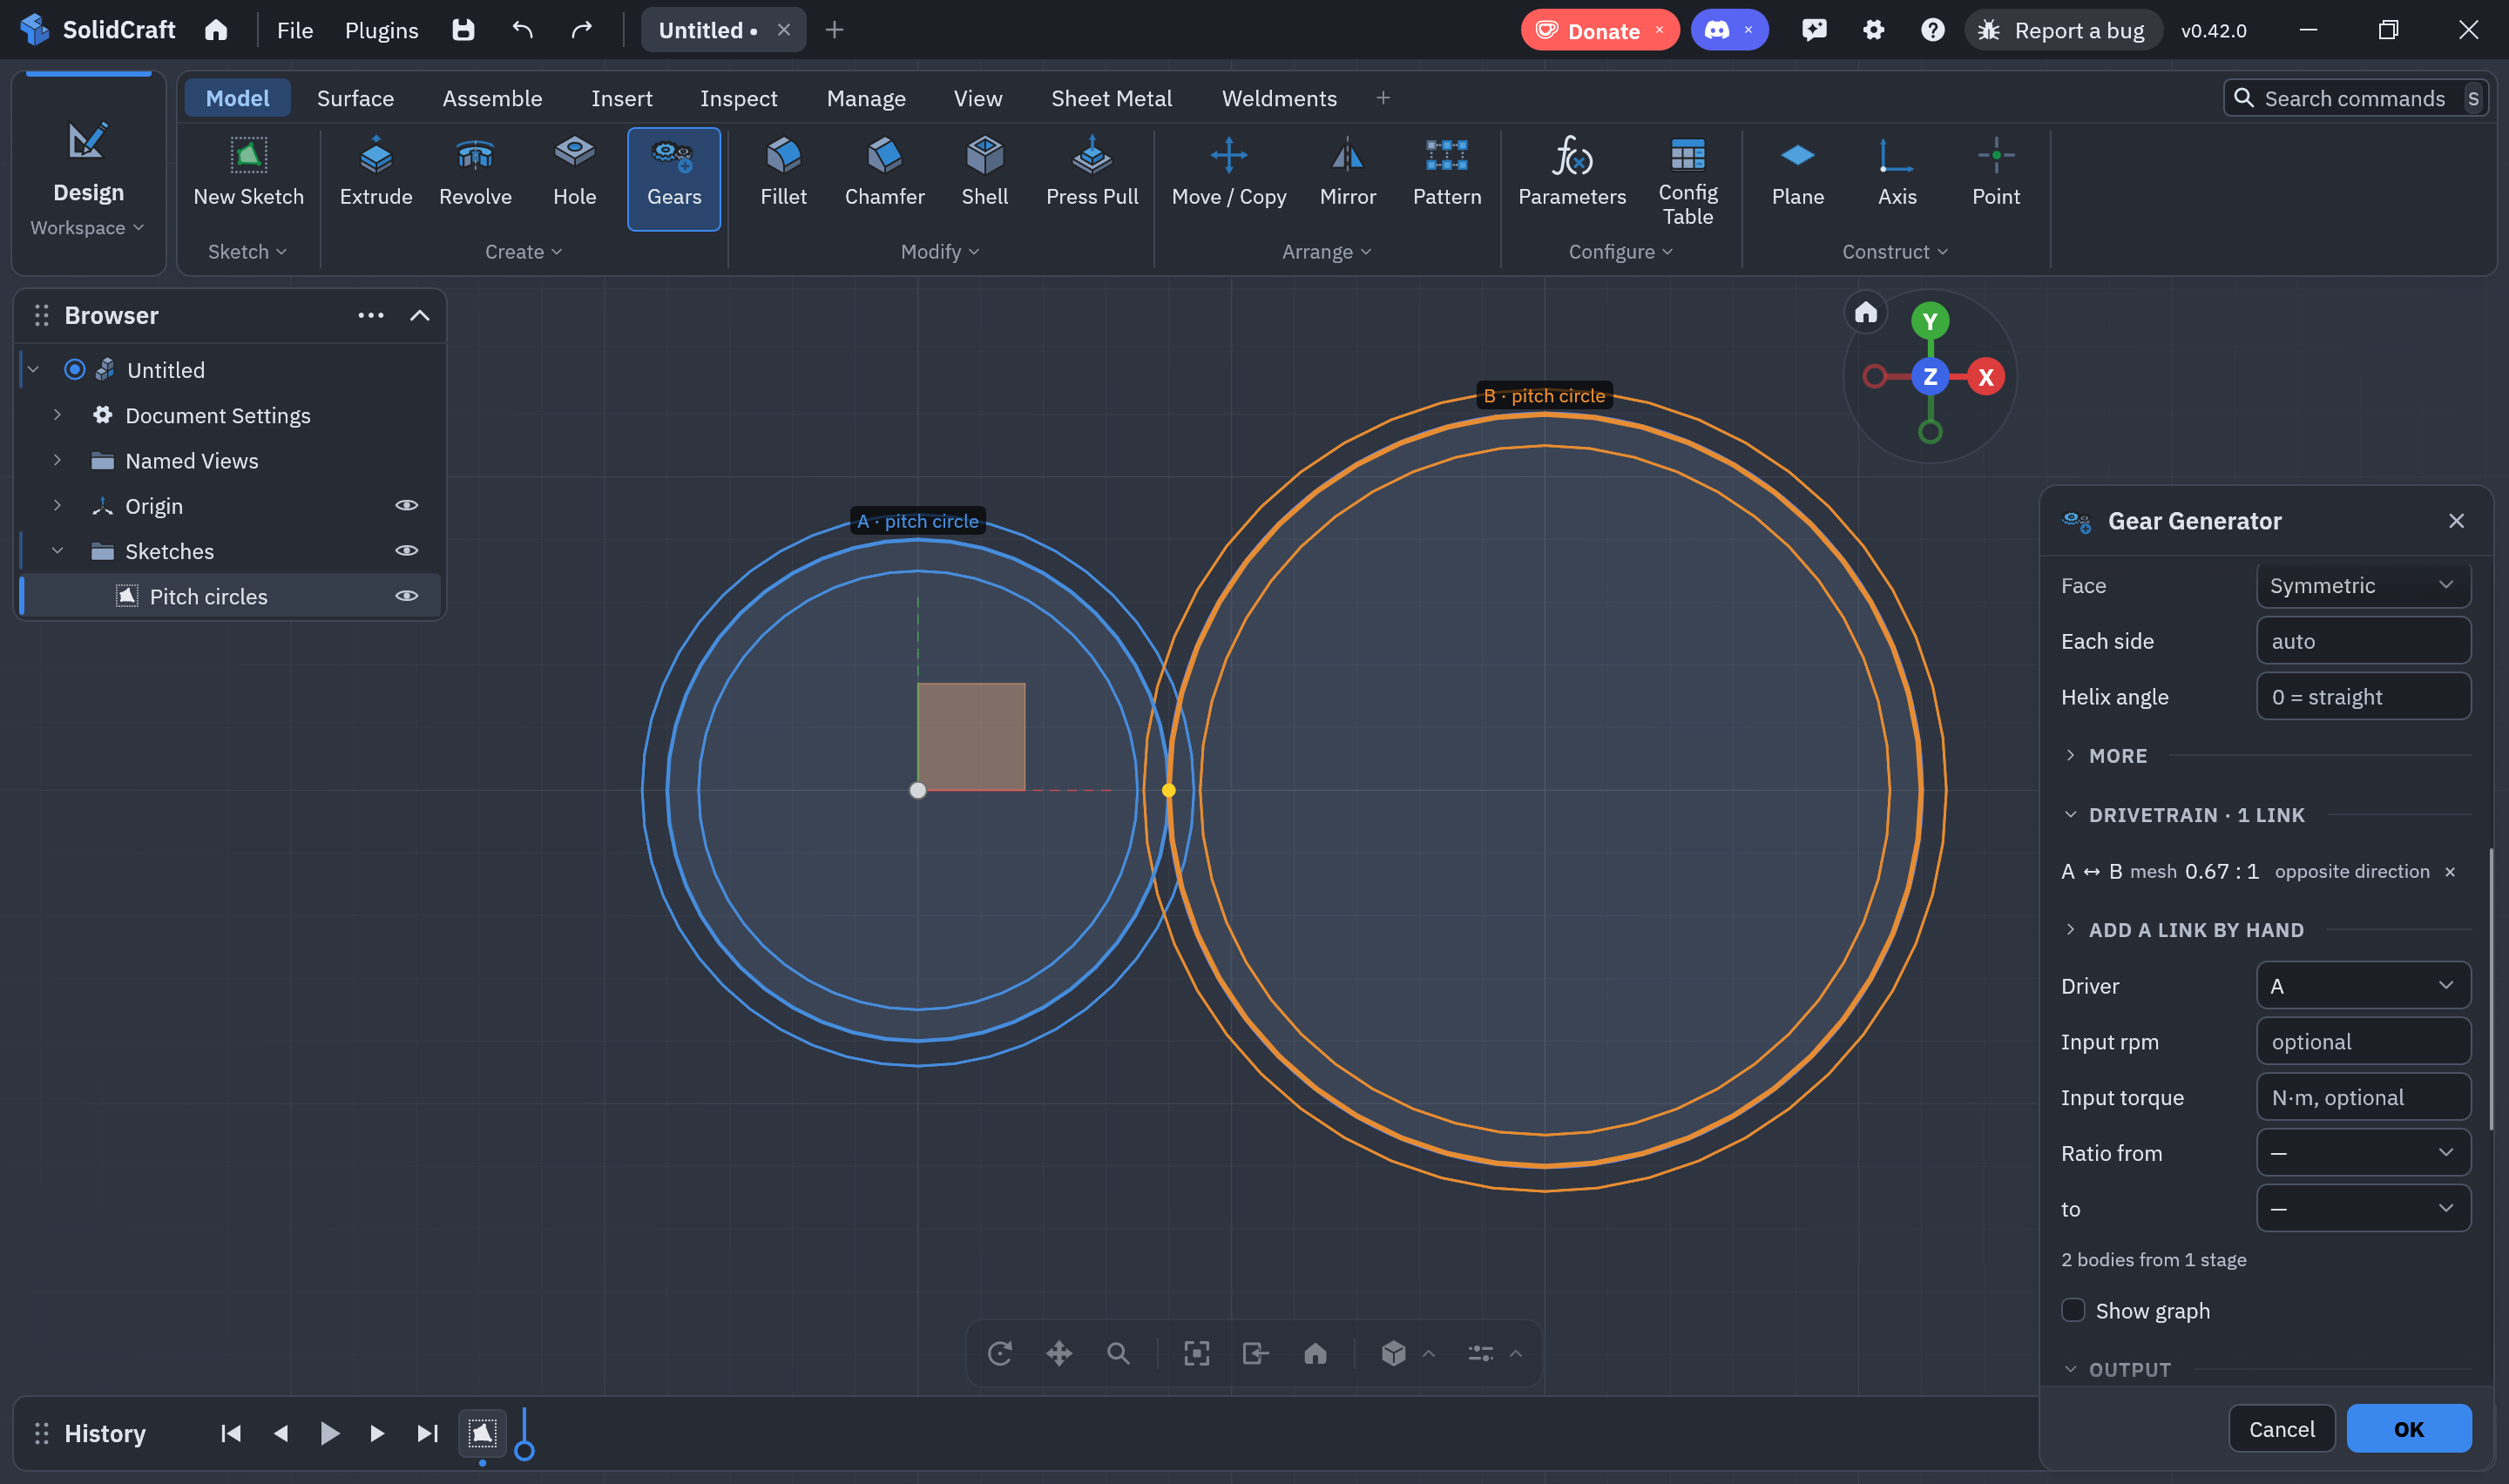 SolidCraft File Plugins Untitled • Donate × × Report a bug v0.42.0
Design
Workspace
Model Surface Assemble Insert Inspect Manage View Sheet Metal Weldments Search commands S
New Sketch Extrude Revolve Hole Gears Fillet Chamfer Shell Press Pull Move / Copy Mirror Pattern Parameters Config Table Plane Axis Point
Sketch Create Modify Arrange Configure Construct
Browser
Untitled
Document Settings
Named Views
Origin
Sketches
Pitch circles
A · pitch circle
B · pitch circle
Y
Z
X
Gear Generator
Face Symmetric
Each side auto
Helix angle 0 = straight
MORE
DRIVETRAIN · 1 LINK
A ↔ B mesh 0.67 : 1 opposite direction ×
ADD A LINK BY HAND
Driver A
Input rpm optional
Input torque N·m, optional
Ratio from —
to —
2 bodies from 1 stage
Show graph
OUTPUT
Cancel OK
History